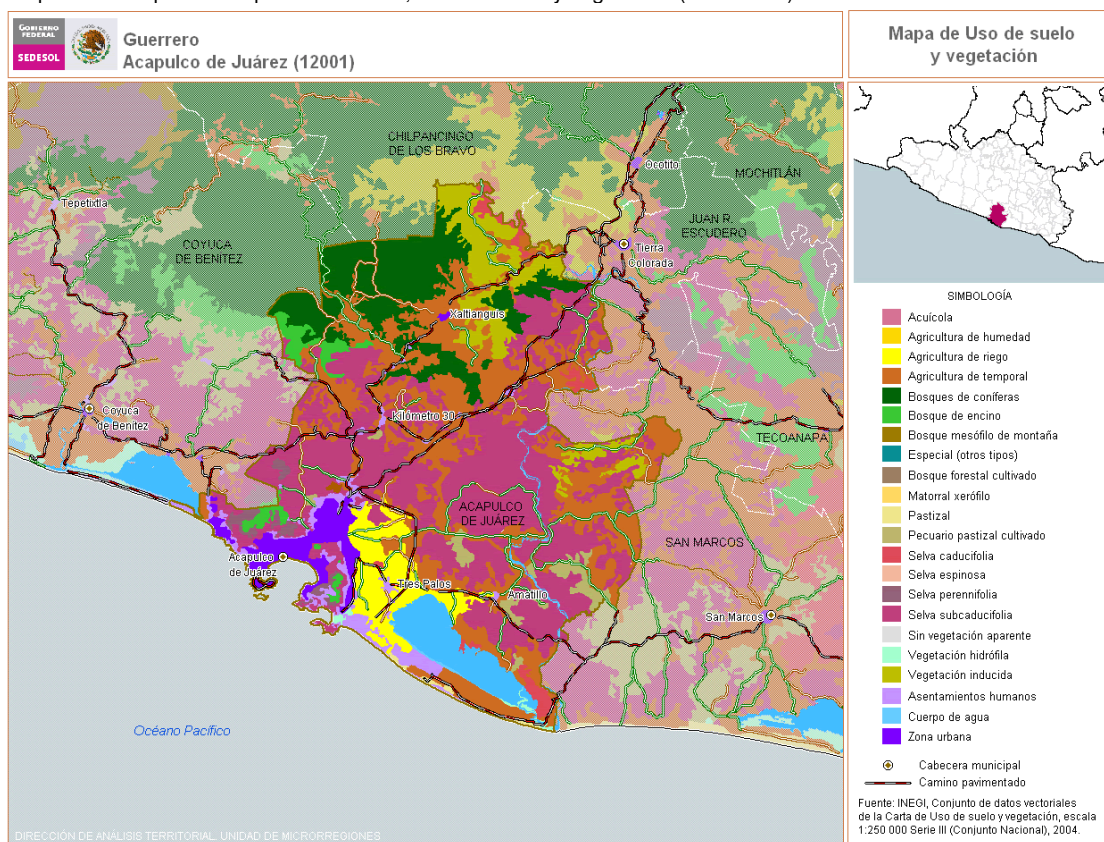 GOBIERNO
FEDERAL
SEDESOL
Guerrero
Acapulco de Juárez (12001)
Mapa de Uso de suelo
y vegetación
CHILPANCINGO
DE LOS BRAVO
Ocotito
MOCHITLÁN
Tepetixtla
JUAN R.
ESCUDERO
COYUCA
DE BENÍTEZ
Tierra
Colorada
Xaltianguis
Coyuca
de Benítez
Kilómetro 30
TECOANAPA
ACAPULCO
DE JUÁREZ
SAN MARCOS
Acapulco
de Juárez
Tres Palos
Amatillo
San Marcos
Océano Pacífico
DIRECCIÓN DE ANÁLISIS TERRITORIAL. UNIDAD DE MICRORREGIONES
SIMBOLOGÍA
Acuícola
Agricultura de humedad
Agricultura de riego
Agricultura de temporal
Bosques de coníferas
Bosque de encino
Bosque mesófilo de montaña
Especial (otros tipos)
Bosque forestal cultivado
Matorral xerófilo
Pastizal
Pecuario pastizal cultivado
Selva caducifolia
Selva espinosa
Selva perennifolia
Selva subcaducifolia
Sin vegetación aparente
Vegetación hidrófila
Vegetación inducida
Asentamientos humanos
Cuerpo de agua
Zona urbana
Cabecera municipal
Camino pavimentado
Fuente: INEGI, Conjunto de datos vectoriales
de la Carta de Uso de suelo y vegetación, escala
1:250 000 Serie III (Conjunto Nacional), 2004.